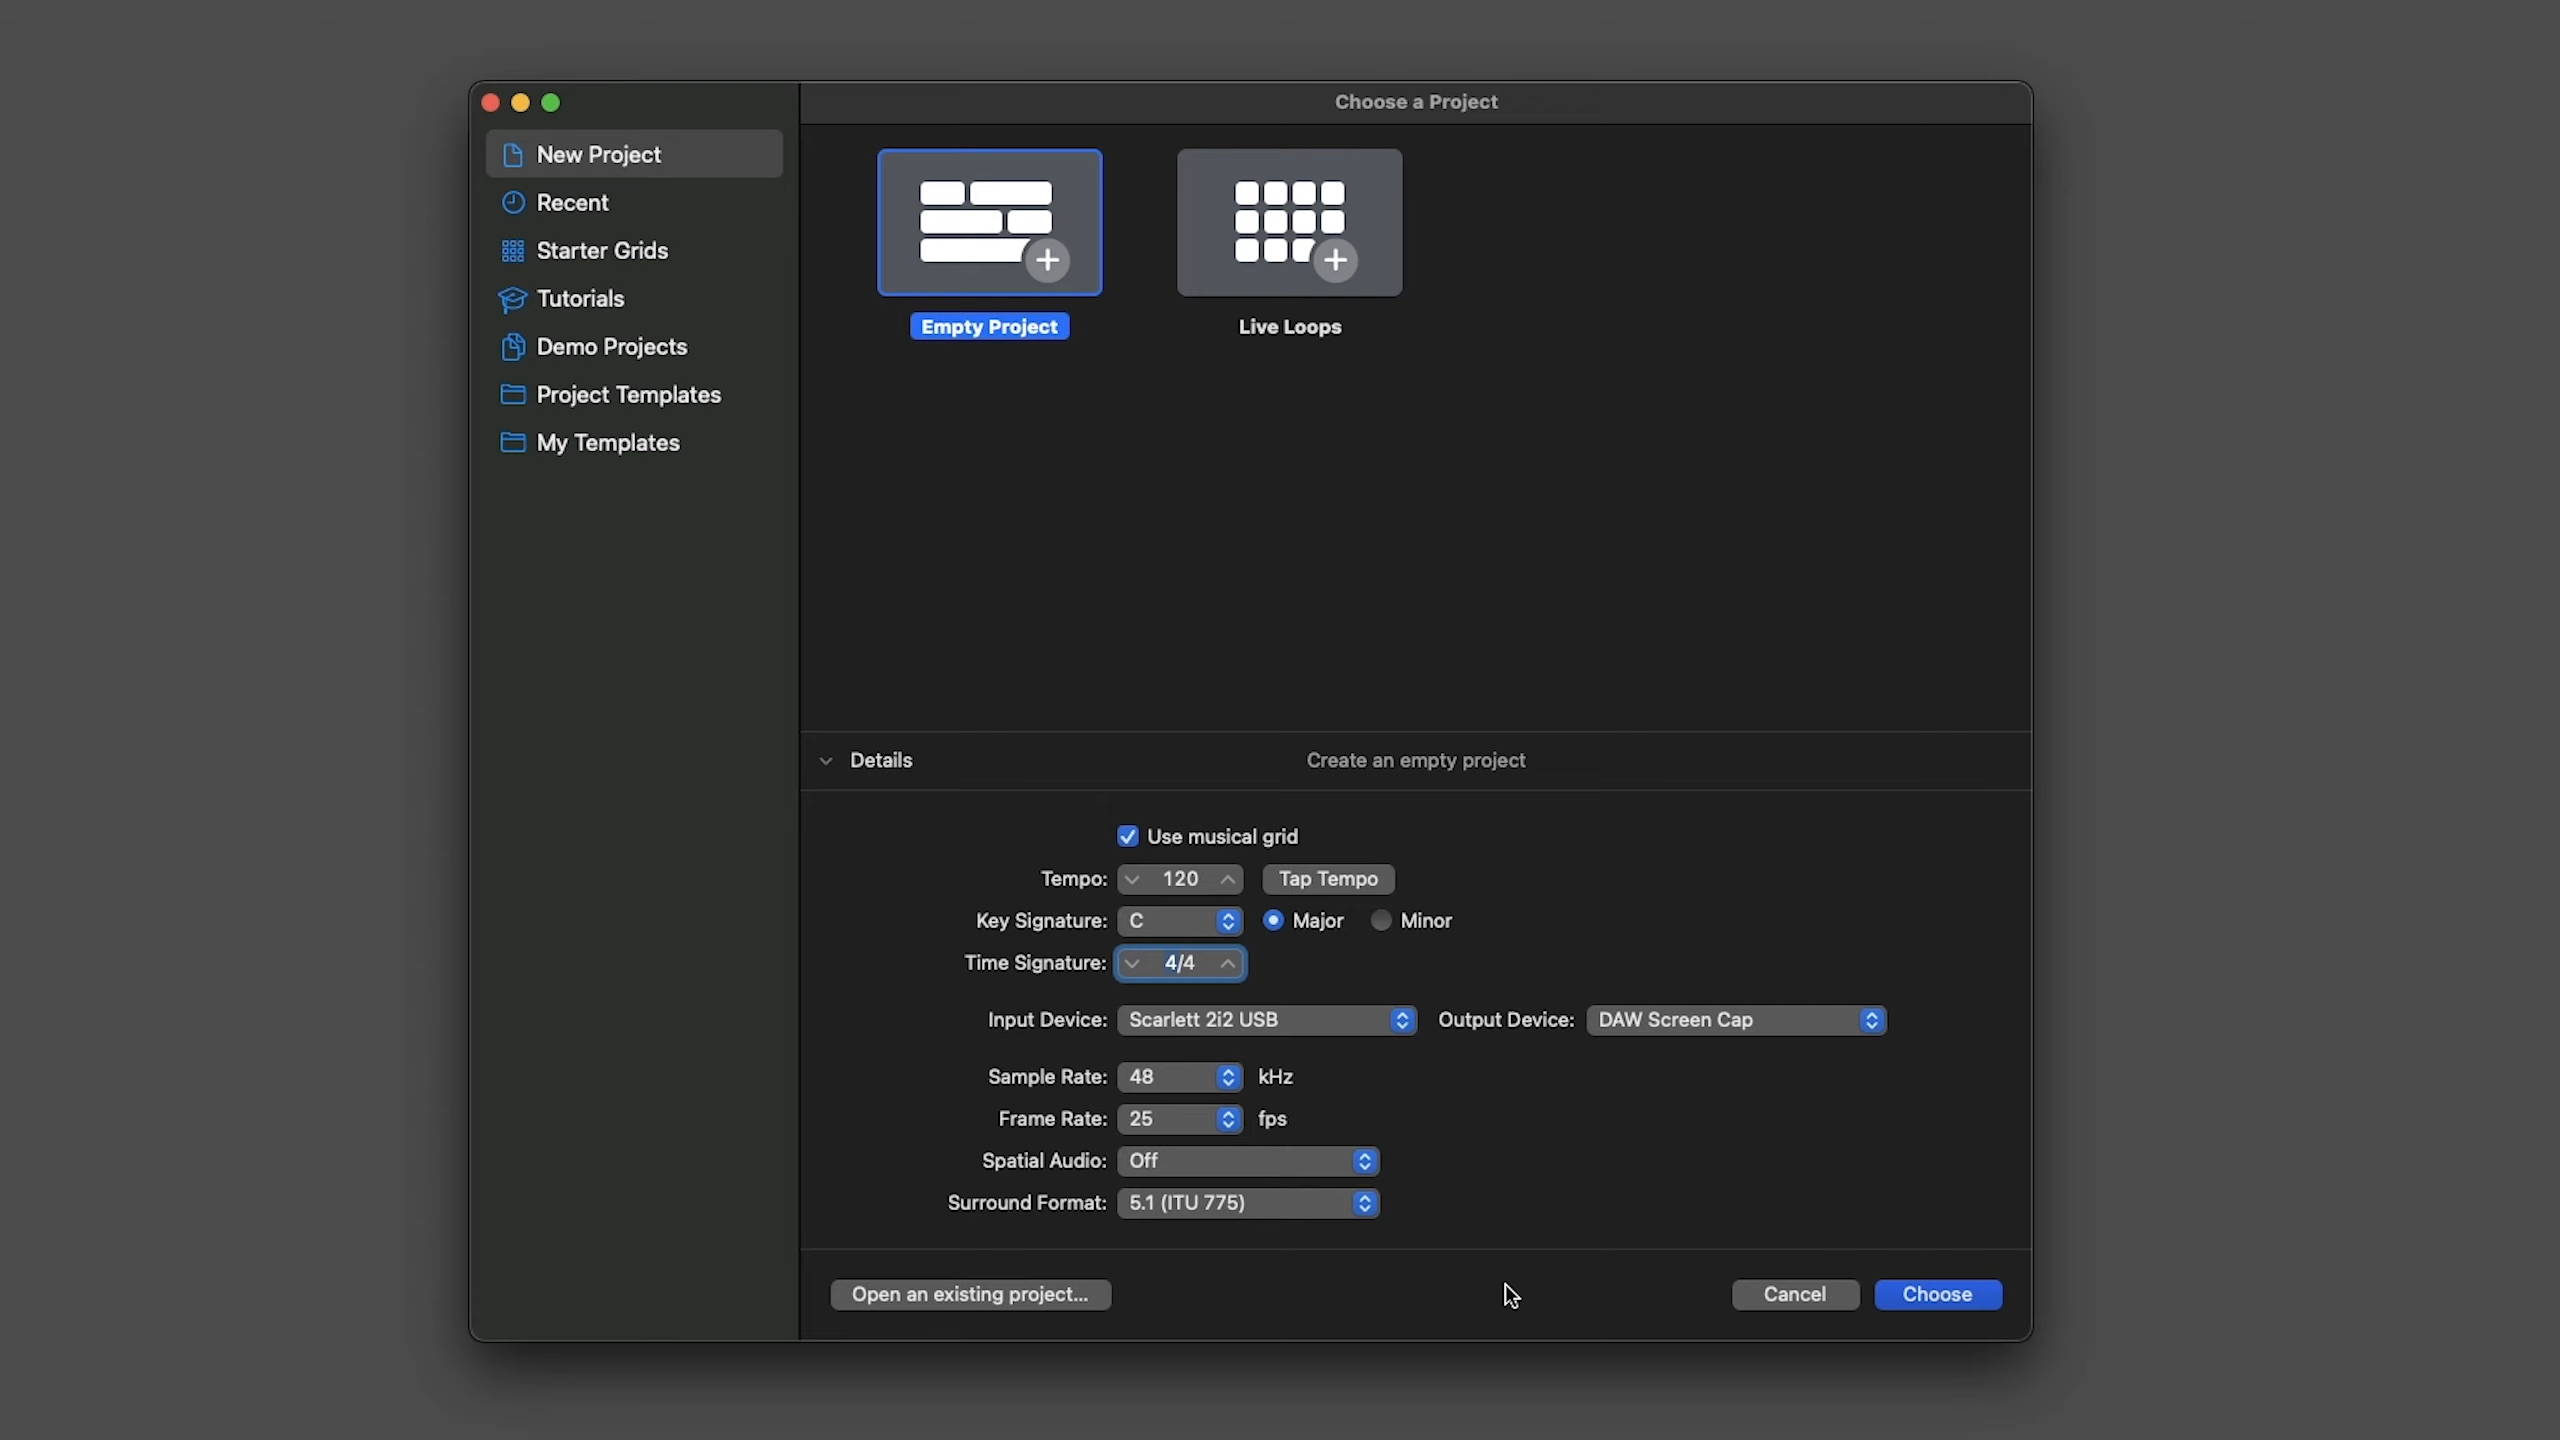 Choose a Project
New Project
Recent
Starter Grids
Tutorials
Demo Projects
Project Templates
My Templates
Empty Project
Live Loops
Details
Create an empty project
Use musical grid
Tempo: 120 Tap Tempo
Key Signature: C Major Minor
Time Signature: 4/4
Input Device: Scarlett 2i2 USB Output Device: DAW Screen Cap
Sample Rate: 48 kHz
Frame Rate: 25 fps
Spatial Audio: Off
Surround Format: 5.1 (ITU 775)
Open an existing project... Cancel Choose